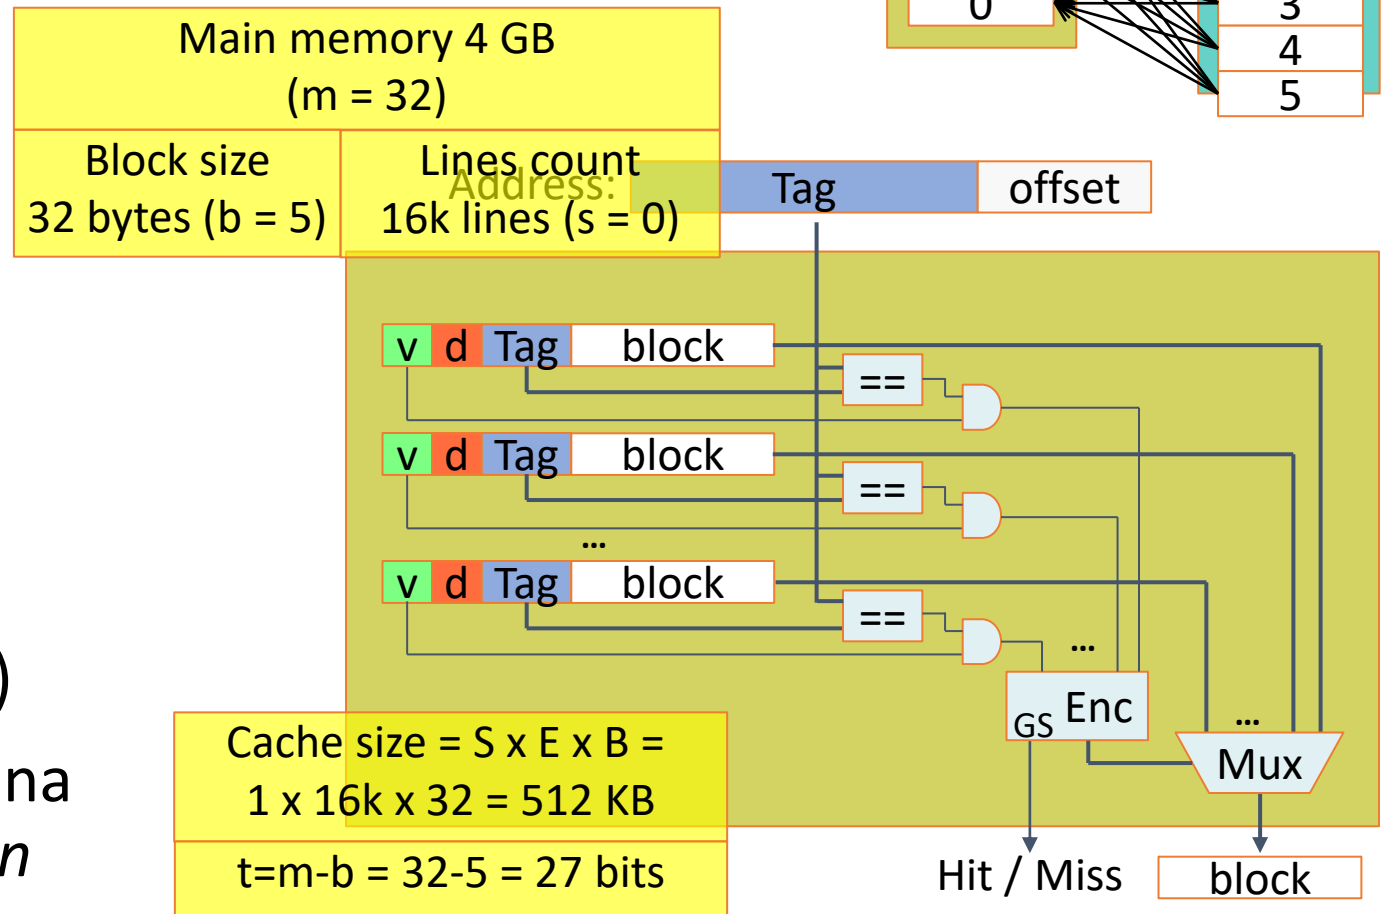 Main memory 4 GB
(m = 32)
Block size
32 bytes (b = 5)
Lines count
16k lines (s = 0)
0
3
4
5
Address:
Tag
offset
v d Tag block
==
v d Tag block
==
...
v d Tag block
==
...
GS Enc
...
Mux
)
na
n
Cache size = S x E x B =
1 x 16k x 32 = 512 KB
t=m-b = 32-5 = 27 bits
Hit / Miss
block